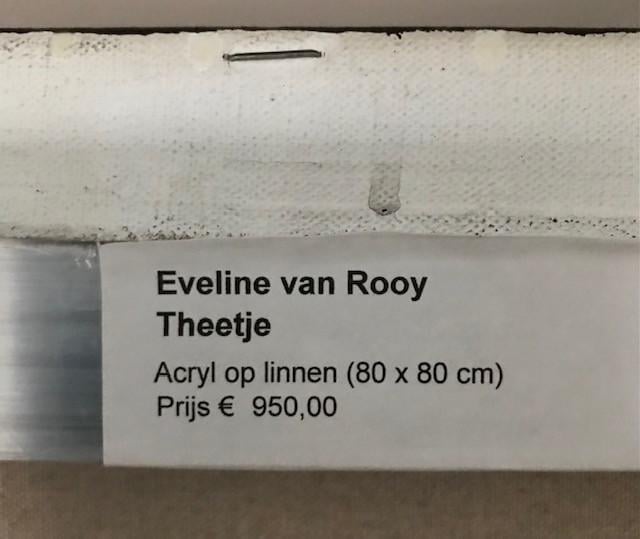 Eveline van Rooy
Theetje
Acryl op linnen (80 x 80 cm)
Prijs € 950,00